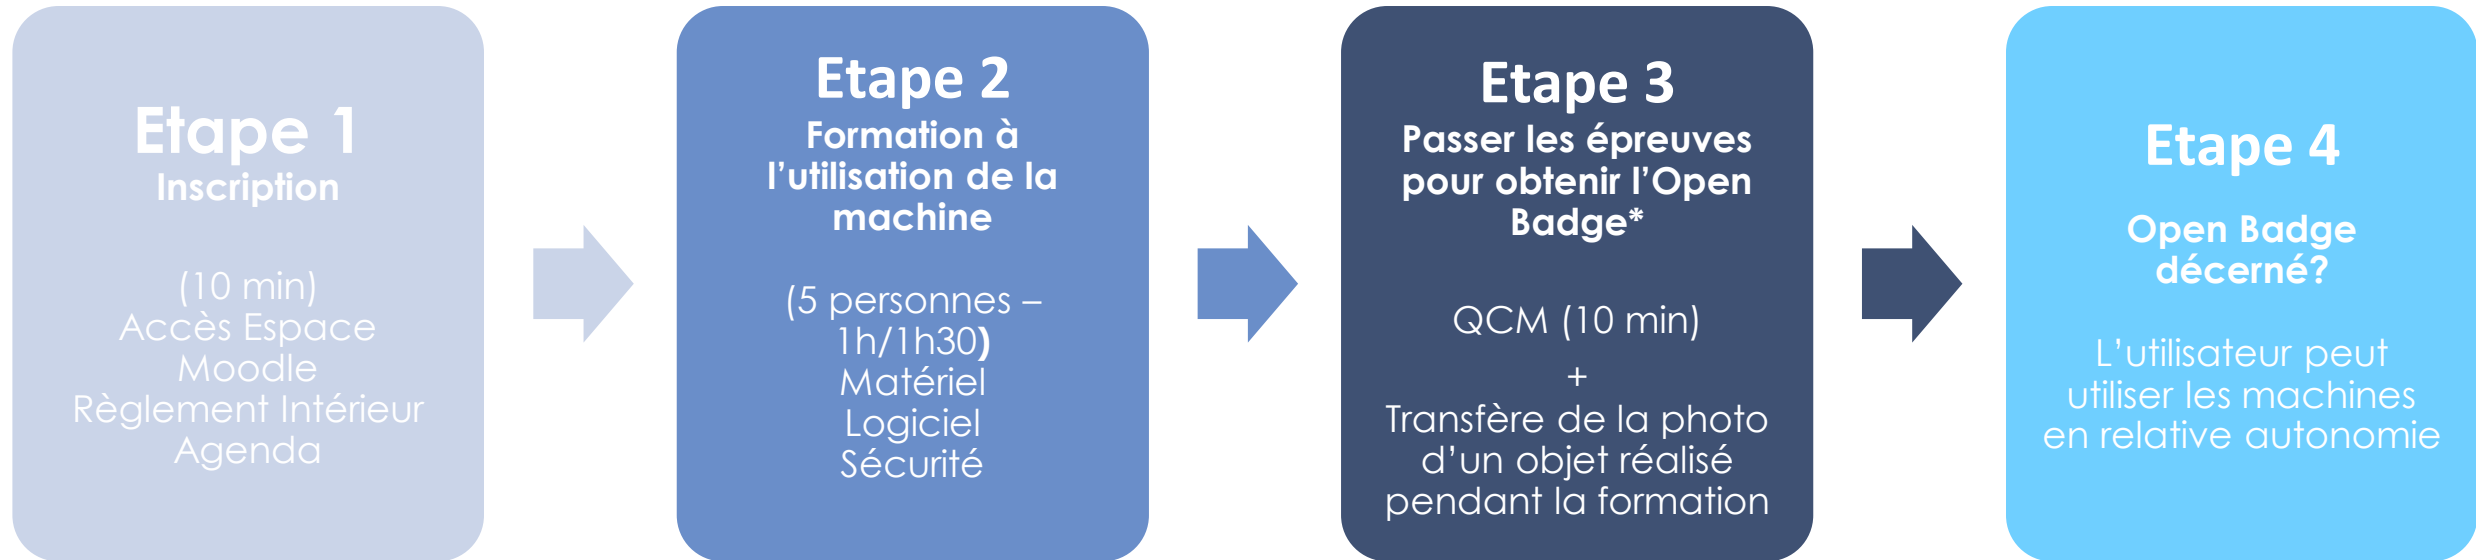 Etape 1
Inscription
(10 min)
Accès Espace
Moodle
Règlement Intérieur
Agenda
Etape 2
Formation à
l’utilisation de la
machine
(5 personnes –
1h/1h30)
Matériel
Logiciel
Sécurité
Etape 3
Passer les épreuves
pour obtenir l’Open
Badge*
QCM (10 min)
+
Transfère de la photo
d’un objet réalisé
pendant la formation
Etape 4
Open Badge
décerné?
L’utilisateur peut
utiliser les machines
en relative autonomie